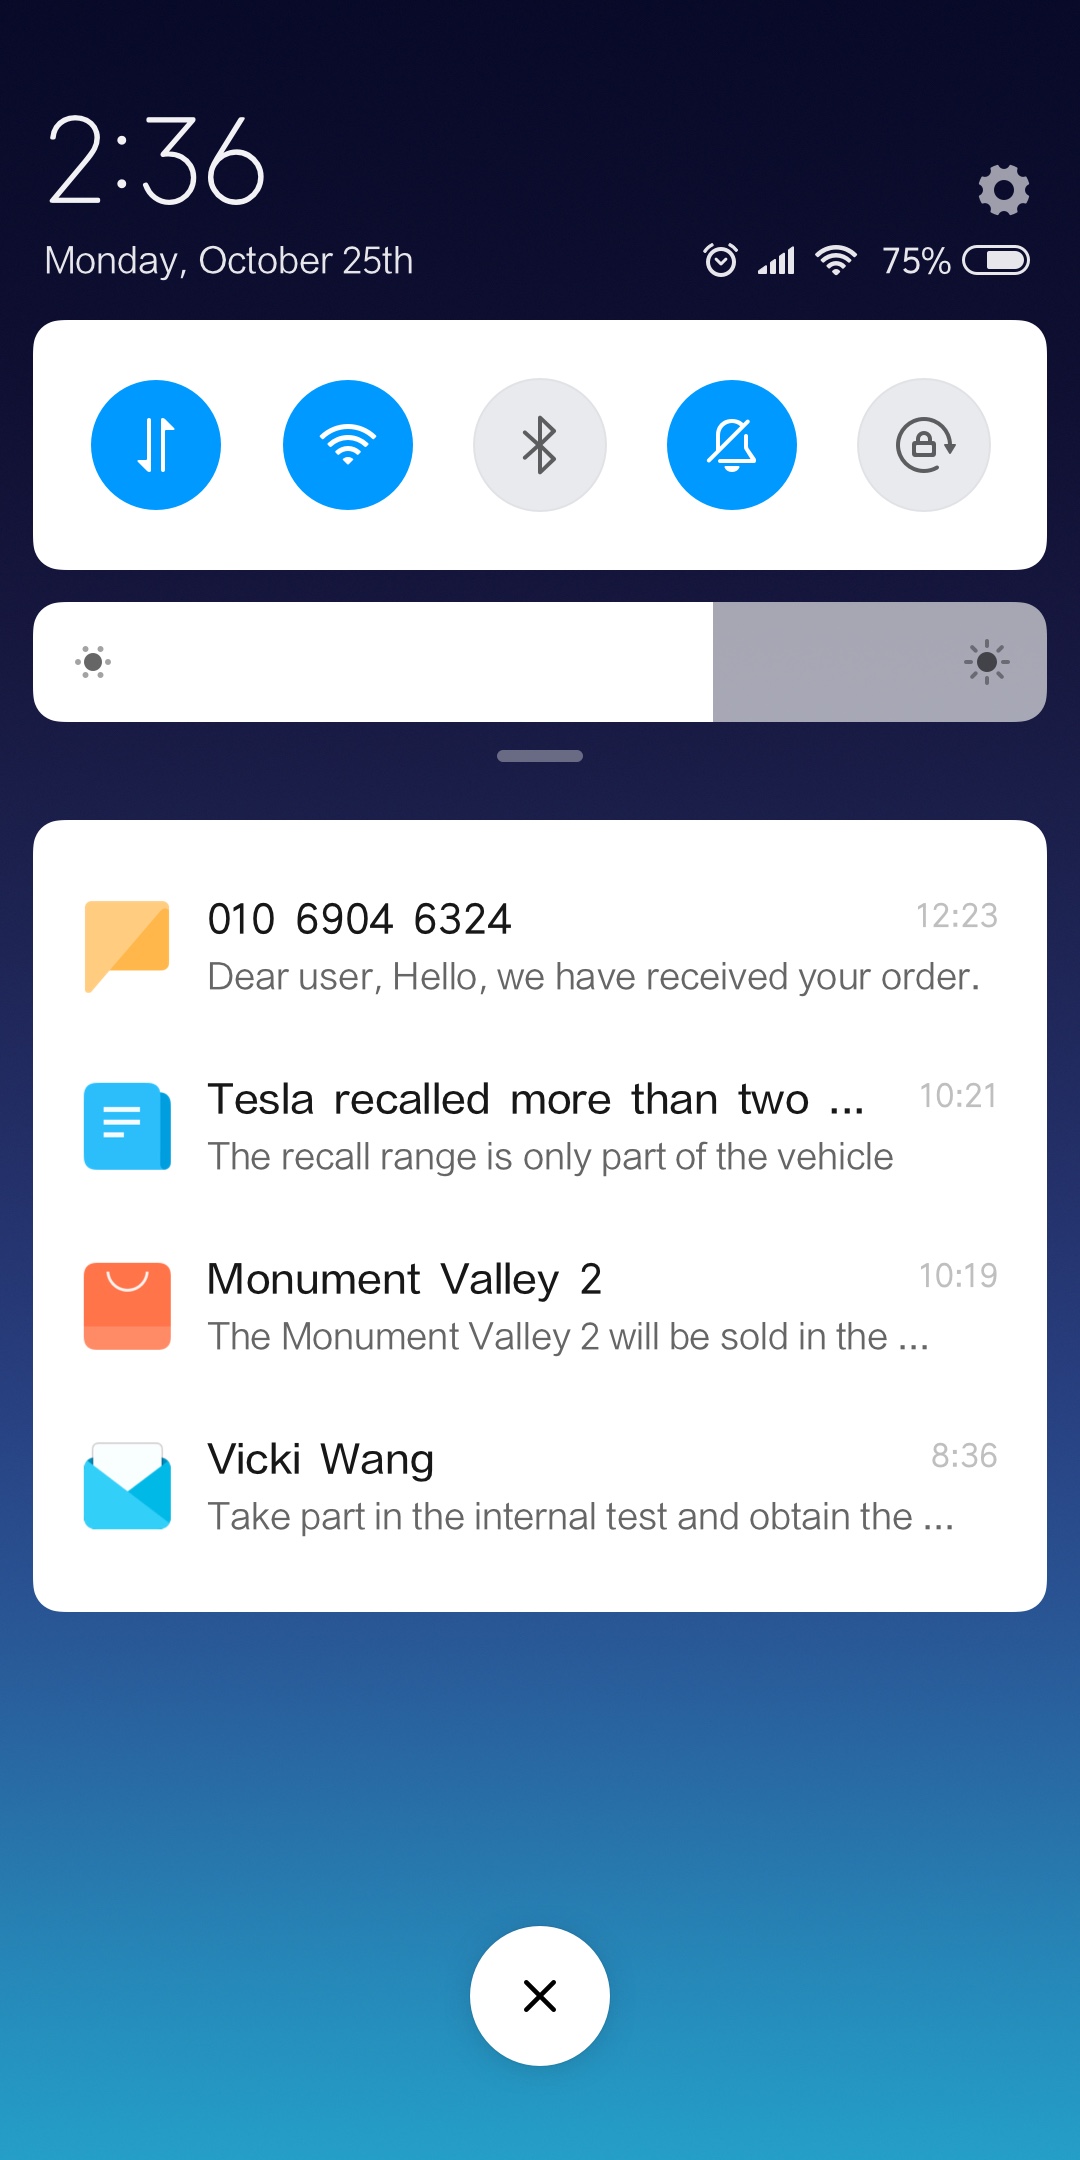 2:36
Monday, October 25th
75%
010 6904 6324
12:23
Dear user, Hello, we have received your order.
Tesla recalled more than two ...
10:21
The recall range is only part of the vehicle
Monument Valley 2
10:19
The Monument Valley 2 will be sold in the ...
Vicki Wang
8:36
Take part in the internal test and obtain the ...